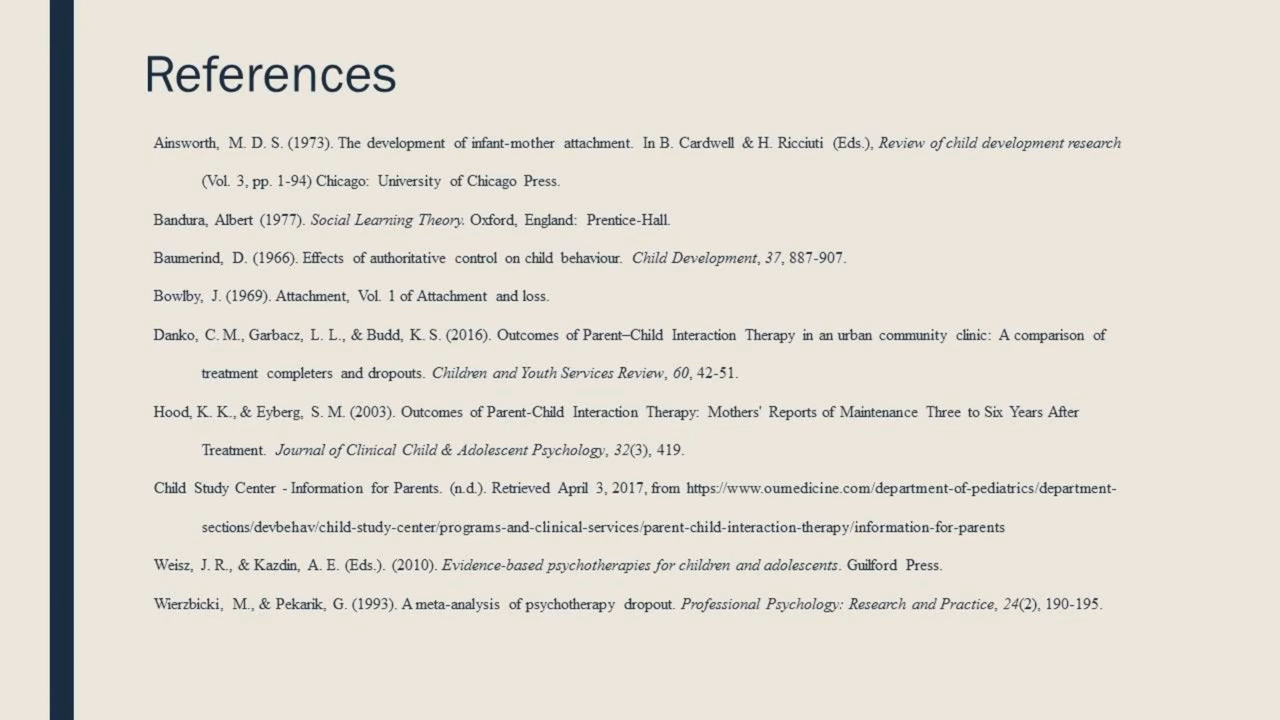 References
Ainsworth, M. D. S. (1973). The development of infant-mother attachment. In B. Cardwell & H. Ricciuti (Eds.), Review of child development research
(Vol. 3, pp. 1-94) Chicago: University of Chicago Press.
Bandura, Albert (1977). Social Learning Theory. Oxford, England: Prentice-Hall.
Baumerind, D. (1966). Effects of authoritative control on child behaviour. Child Development, 37, 887-907.
Bowlby, J. (1969). Attachment, Vol. 1 of Attachment and loss.
Danko, C. M., Garbacz, L. L., & Budd, K. S. (2016). Outcomes of Parent–Child Interaction Therapy in an urban community clinic: A comparison of
treatment completers and dropouts. Children and Youth Services Review, 60, 42-51.
Hood, K. K., & Eyberg, S. M. (2003). Outcomes of Parent-Child Interaction Therapy: Mothers' Reports of Maintenance Three to Six Years After
Treatment. Journal of Clinical Child & Adolescent Psychology, 32(3), 419.
Child Study Center - Information for Parents. (n.d.). Retrieved April 3, 2017, from https://www.oumedicine.com/department-of-pediatrics/department-
sections/devbehav/child-study-center/programs-and-clinical-services/parent-child-interaction-therapy/information-for-parents
Weisz, J. R., & Kazdin, A. E. (Eds.). (2010). Evidence-based psychotherapies for children and adolescents. Guilford Press.
Wierzbicki, M., & Pekarik, G. (1993). A meta-analysis of psychotherapy dropout. Professional Psychology: Research and Practice, 24(2), 190-195.